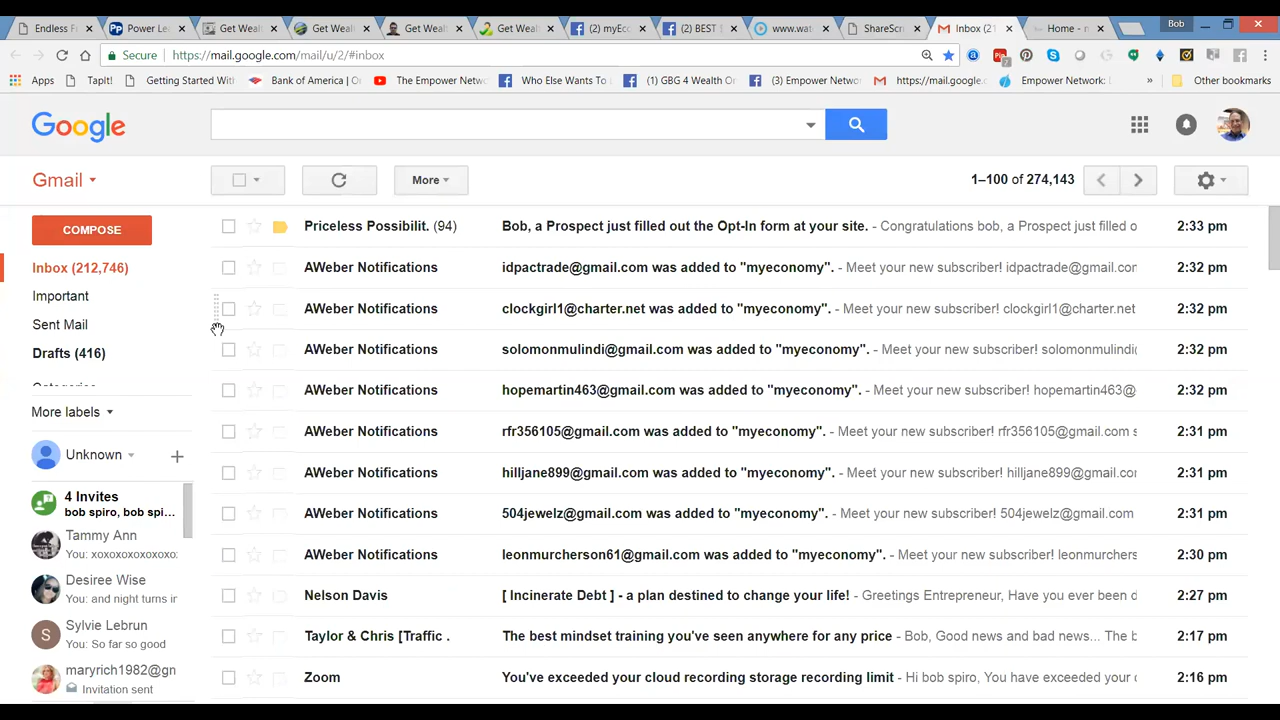 Endless F
Power Le
Get Weal
Get Weal
Get Weal
Get Weal
(2) myEc
(2) BEST
www.wat
ShareScr
Inbox (21
Home - m
Bob
Secure https://mail.google.com/mail/u/2/#inbox
Apps TapIt! Getting Started With Bank of America | O The Empower Netwo Who Else Wants To (1) GBG 4 Week On (3) Empower Netwo https://mail.google.c Empower Network: » Other bookmarks
Google
Gmail
More
1–100 of 274,143
COMPOSE
Inbox (212,746)
Important
Sent Mail
Drafts (416)
Categories
More labels
Unknown
4 Invites
bob spiro, bob spi...
Tammy Ann
You: xoxoxoxoxoxoxo:
Desiree Wise
You: and night turns ir
Sylvie Lebrun
You: So far so good
S
maryrich1982@gn
Invitation sent
Priceless Possibilit. (94) Bob, a Prospect just filled out the Opt-In form at your site. - Congratulations bob, a Prospect just filled o 2:33 pm
AWeber Notifications idpactrade@gmail.com was added to "myeconomy". - Meet your new subscriber! idpactrade@gmail.com 2:32 pm
AWeber Notifications clockgirl1@charter.net was added to "myeconomy". - Meet your new subscriber! clockgirl1@charter.net 2:32 pm
AWeber Notifications solomonmulindi@gmail.com was added to "myeconomy". - Meet your new subscriber! solomonmulindi 2:32 pm
AWeber Notifications hopemartin463@gmail.com was added to "myeconomy". - Meet your new subscriber! hopemartin463@ 2:32 pm
AWeber Notifications rfr356105@gmail.com was added to "myeconomy". - Meet your new subscriber! rfr356105@gmail.com s 2:31 pm
AWeber Notifications hilljane899@gmail.com was added to "myeconomy". - Meet your new subscriber! hilljane899@gmail.com 2:31 pm
AWeber Notifications 504jewelz@gmail.com was added to "myeconomy". - Meet your new subscriber! 504jewelz@gmail.com 2:31 pm
AWeber Notifications leonmurcherson61@gmail.com was added to "myeconomy". - Meet your new subscriber! leonmurchers 2:30 pm
Nelson Davis [ Incinerate Debt ] - a plan destined to change your life! - Greetings Entrepreneur, Have you ever been d 2:27 pm
Taylor & Chris [Traffic . The best mindset training you've seen anywhere for any price - Bob, Good news and bad news... The b 2:17 pm
Zoom You've exceeded your cloud recording storage recording limit - Hi bob spiro, You have exceeded your c 2:16 pm